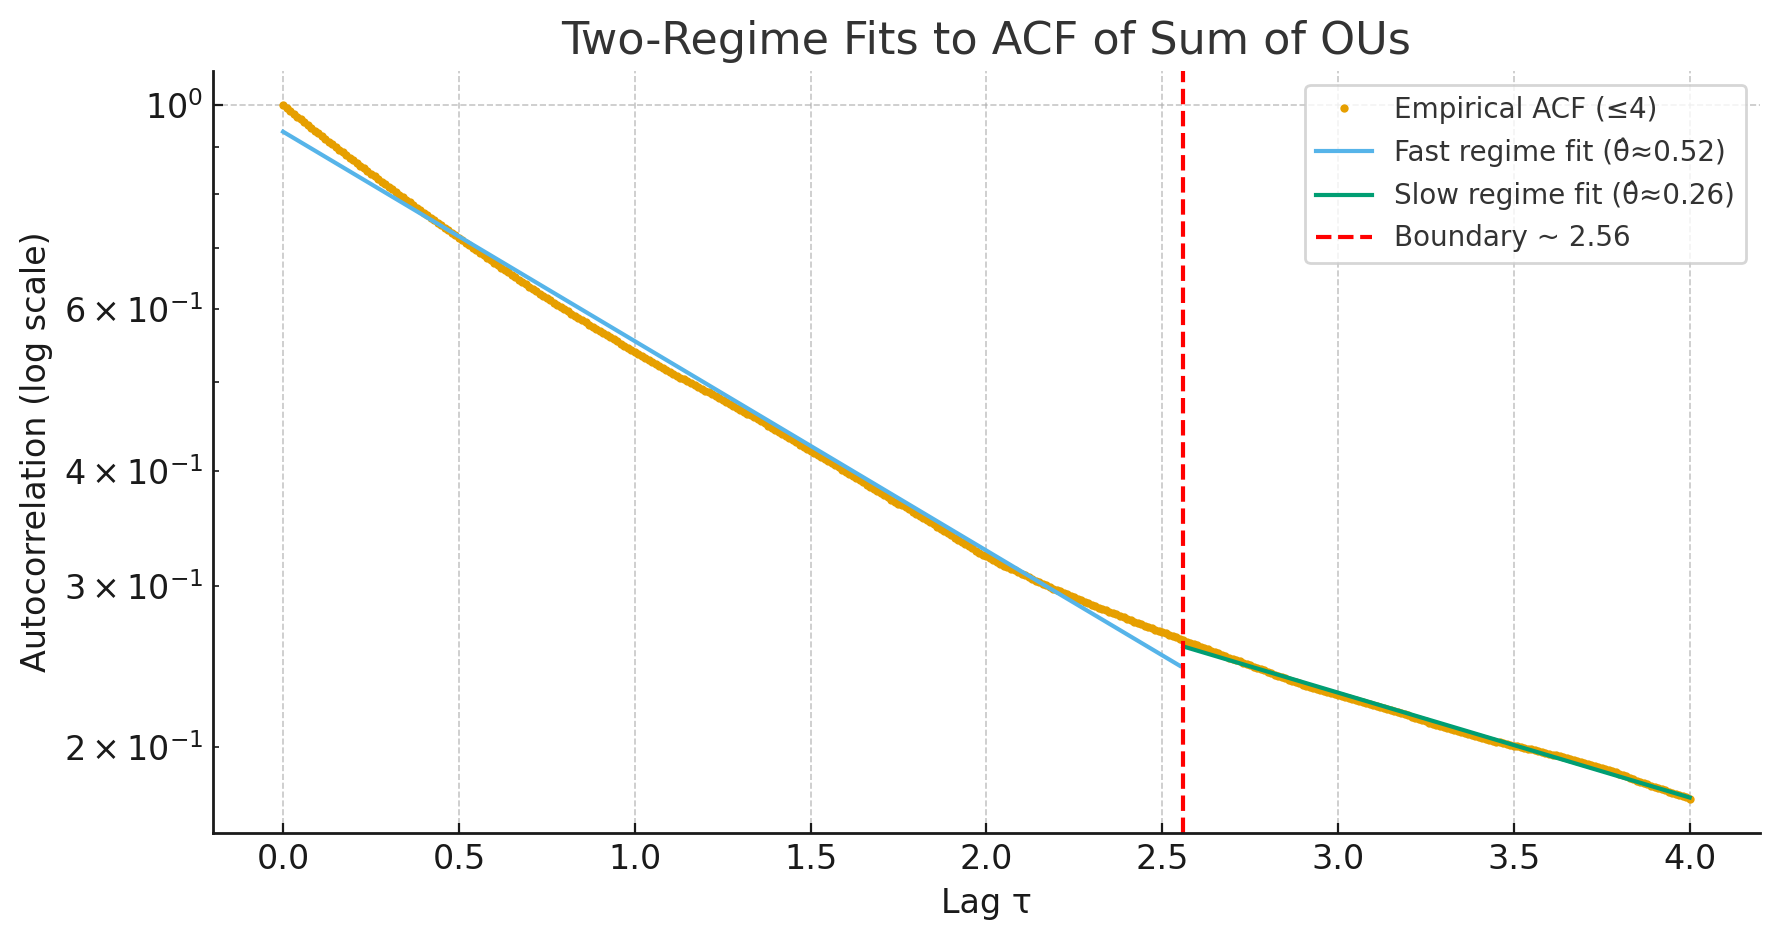 Two-Regime Fits to ACF of Sum of OUs
Autocorrelation (log scale)
10⁰
6 × 10⁻¹
4 × 10⁻¹
3 × 10⁻¹
2 × 10⁻¹
Empirical ACF (≤4)
Fast regime fit (θ̂≈0.52)
Slow regime fit (θ̂≈0.26)
Boundary ~ 2.56
0.0 0.5 1.0 1.5 2.0 2.5 3.0 3.5 4.0
Lag τ